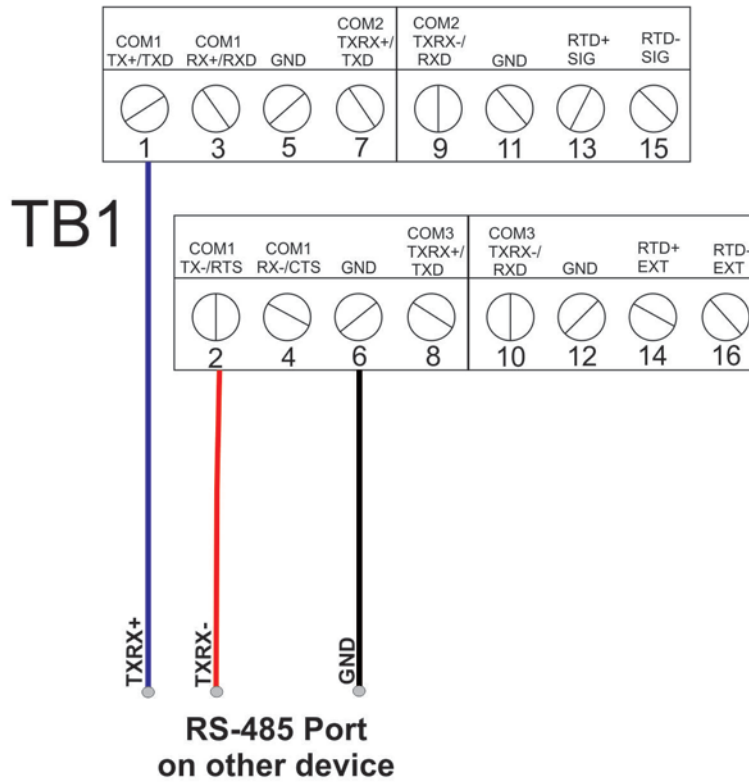 COM1
TX+/TXD
COM1
RX+/RXD
GND
COM2
TXRX+/
TXD
COM2
TXRX-/
RXD
GND
RTD+
SIG
RTD-
SIG
1 3 5 7 9 11 13 15
TB1
COM1
TX-/RTS
COM1
RX-/CTS
GND
COM3
TXRX+/
TXD
COM3
TXRX-/
RXD
GND
RTD+
EXT
RTD-
EXT
2 4 6 8 10 12 14 16
TXRX+
TXRX-
GND
RS-485 Port
on other device